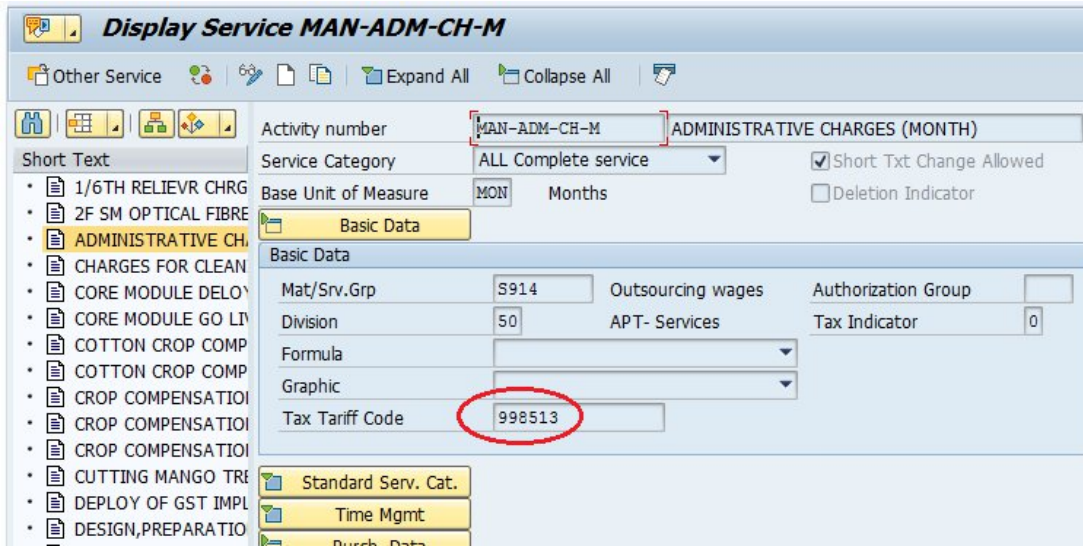 Display Service MAN-ADM-CH-M
Other Service Expand All Collapse All
Short Text
1/6TH RELIEVR CHRG
2F SM OPTICAL FIBRE
ADMINISTRATIVE CH
CHARGES FOR CLEAN
CORE MODULE DELOY
CORE MODULE GO LIV
COTTON CROP COMP
COTTON CROP COMP
CROP COMPENSATIO
CROP COMPENSATIO
CROP COMPENSATIO
CUTTING MANGO TRE
DEPLOY OF GST IMPL
DESIGN,PREPARATIO
Activity number MAN-ADM-CH-M ADMINISTRATIVE CHARGES (MONTH)
Service Category ALL Complete service Short Txt Change Allowed
Base Unit of Measure MON Months Deletion Indicator
Basic Data
Basic Data
Mat/Srv.Grp S914 Outsourcing wages Authorization Group
Division 50 APT- Services Tax Indicator 0
Formula
Graphic
Tax Tariff Code 998513
Standard Serv. Cat.
Time Mgmt
Purch. Data